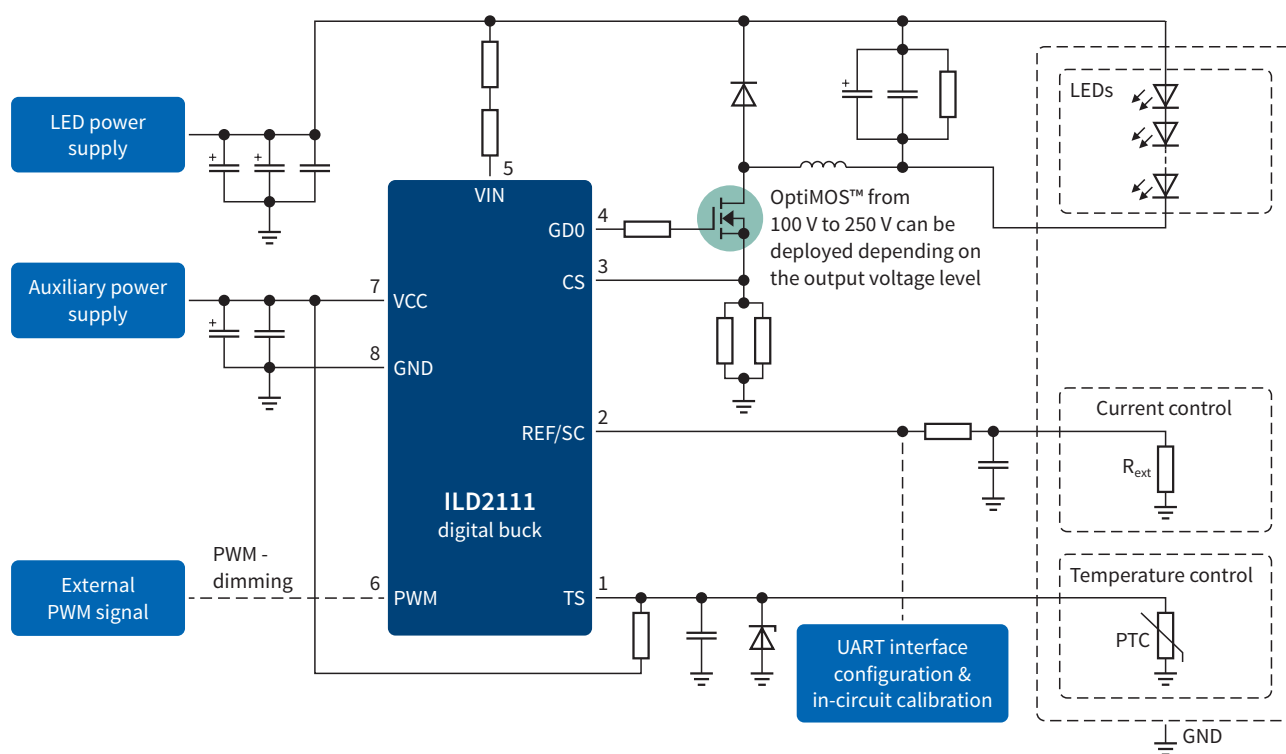 LED power
supply
+
+
5
VIN
4
GD0
3
CS
OptiMOS™ from
100 V to 250 V can be
deployed depending on
the output voltage level
+
LEDs
Auxiliary power
supply
+
7
VCC
8
GND
2
REF/SC
ILD2111
digital buck
Current control
Rext
External
PWM signal
PWM -
dimming
6
PWM
1
TS
UART interface
configuration &
in-circuit calibration
Temperature control
PTC
GND